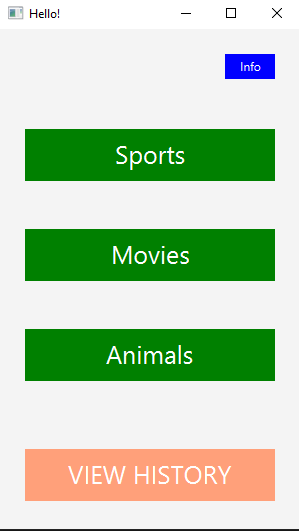 Hello!
Info
Sports
Movies
Animals
VIEW HISTORY